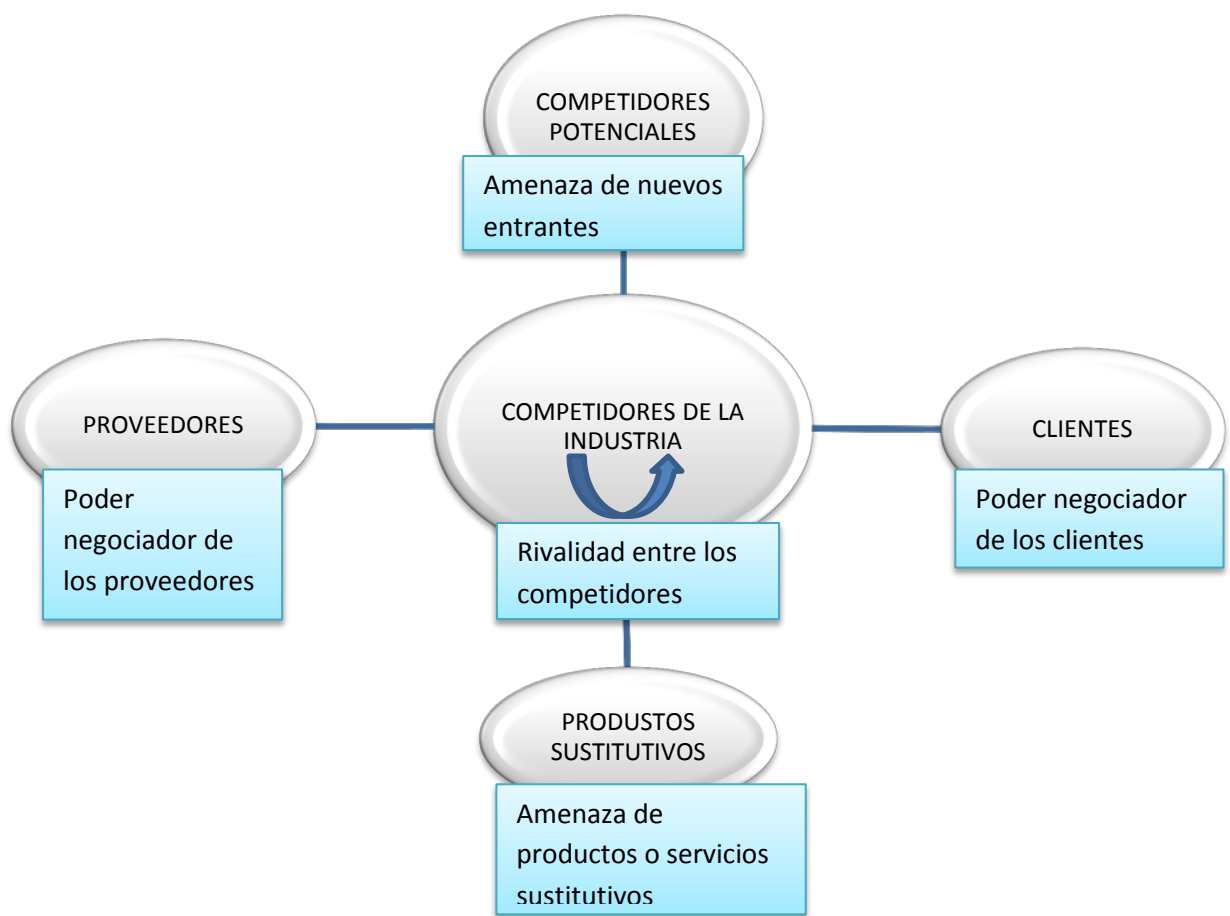 COMPETIDORES
POTENCIALES
Amenaza de nuevos
entrantes
PROVEEDORES
Poder
negociador de
los proveedores
COMPETIDORES DE LA
INDUSTRIA
Rivalidad entre los
competidores
CLIENTES
Poder negociador
de los clientes
PRODUSTOS
SUSTITUTIVOS
Amenaza de
productos o servicios
sustitutivos